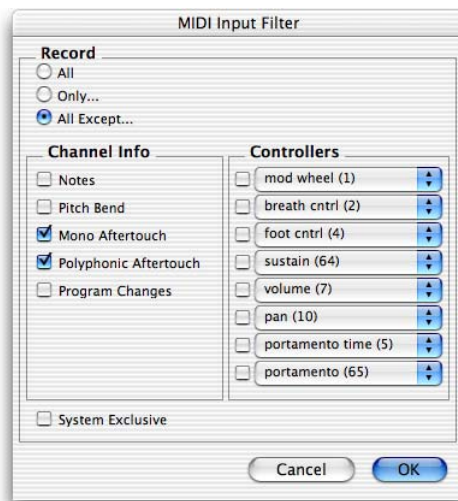 MIDI Input Filter
Record
All
Only...
All Except...
Channel Info
Notes
Pitch Bend
Mono Aftertouch
Polyphonic Aftertouch
Program Changes
Controllers
mod wheel (1)
breath cntrl (2)
foot cntrl (4)
sustain (64)
volume (7)
pan (10)
portamento time (5)
portamento (65)
System Exclusive
Cancel
OK